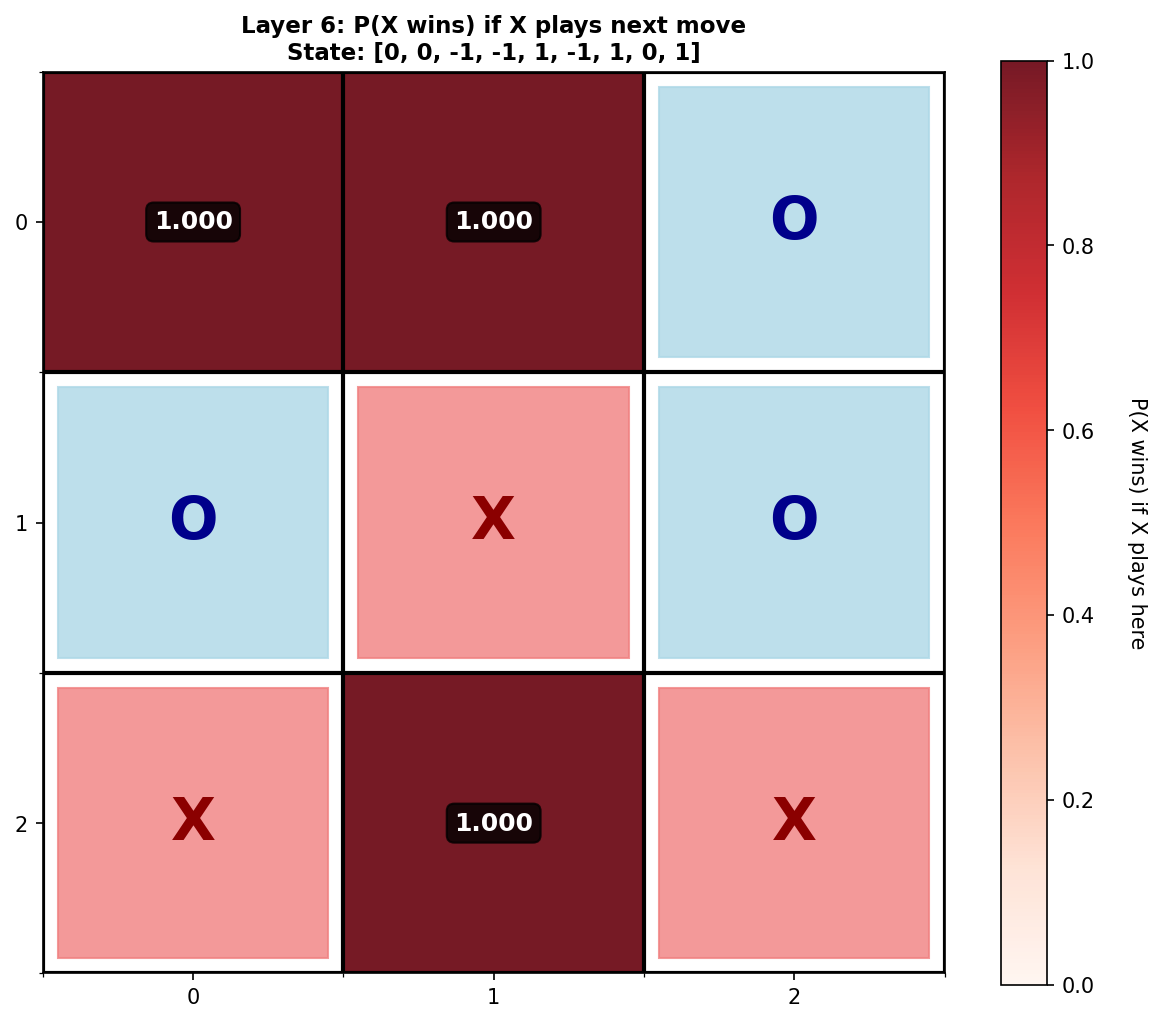 Layer 6: P(X wins) if X plays next move
State: [0, 0, -1, -1, 1, -1, 1, 0, 1]
1.0
0.8
0.6
0.4
0.2
0.0
P(X wins) if X plays here
0
1.000
1.000
O
1
O
X
O
2
X
1.000
X
0
1
2